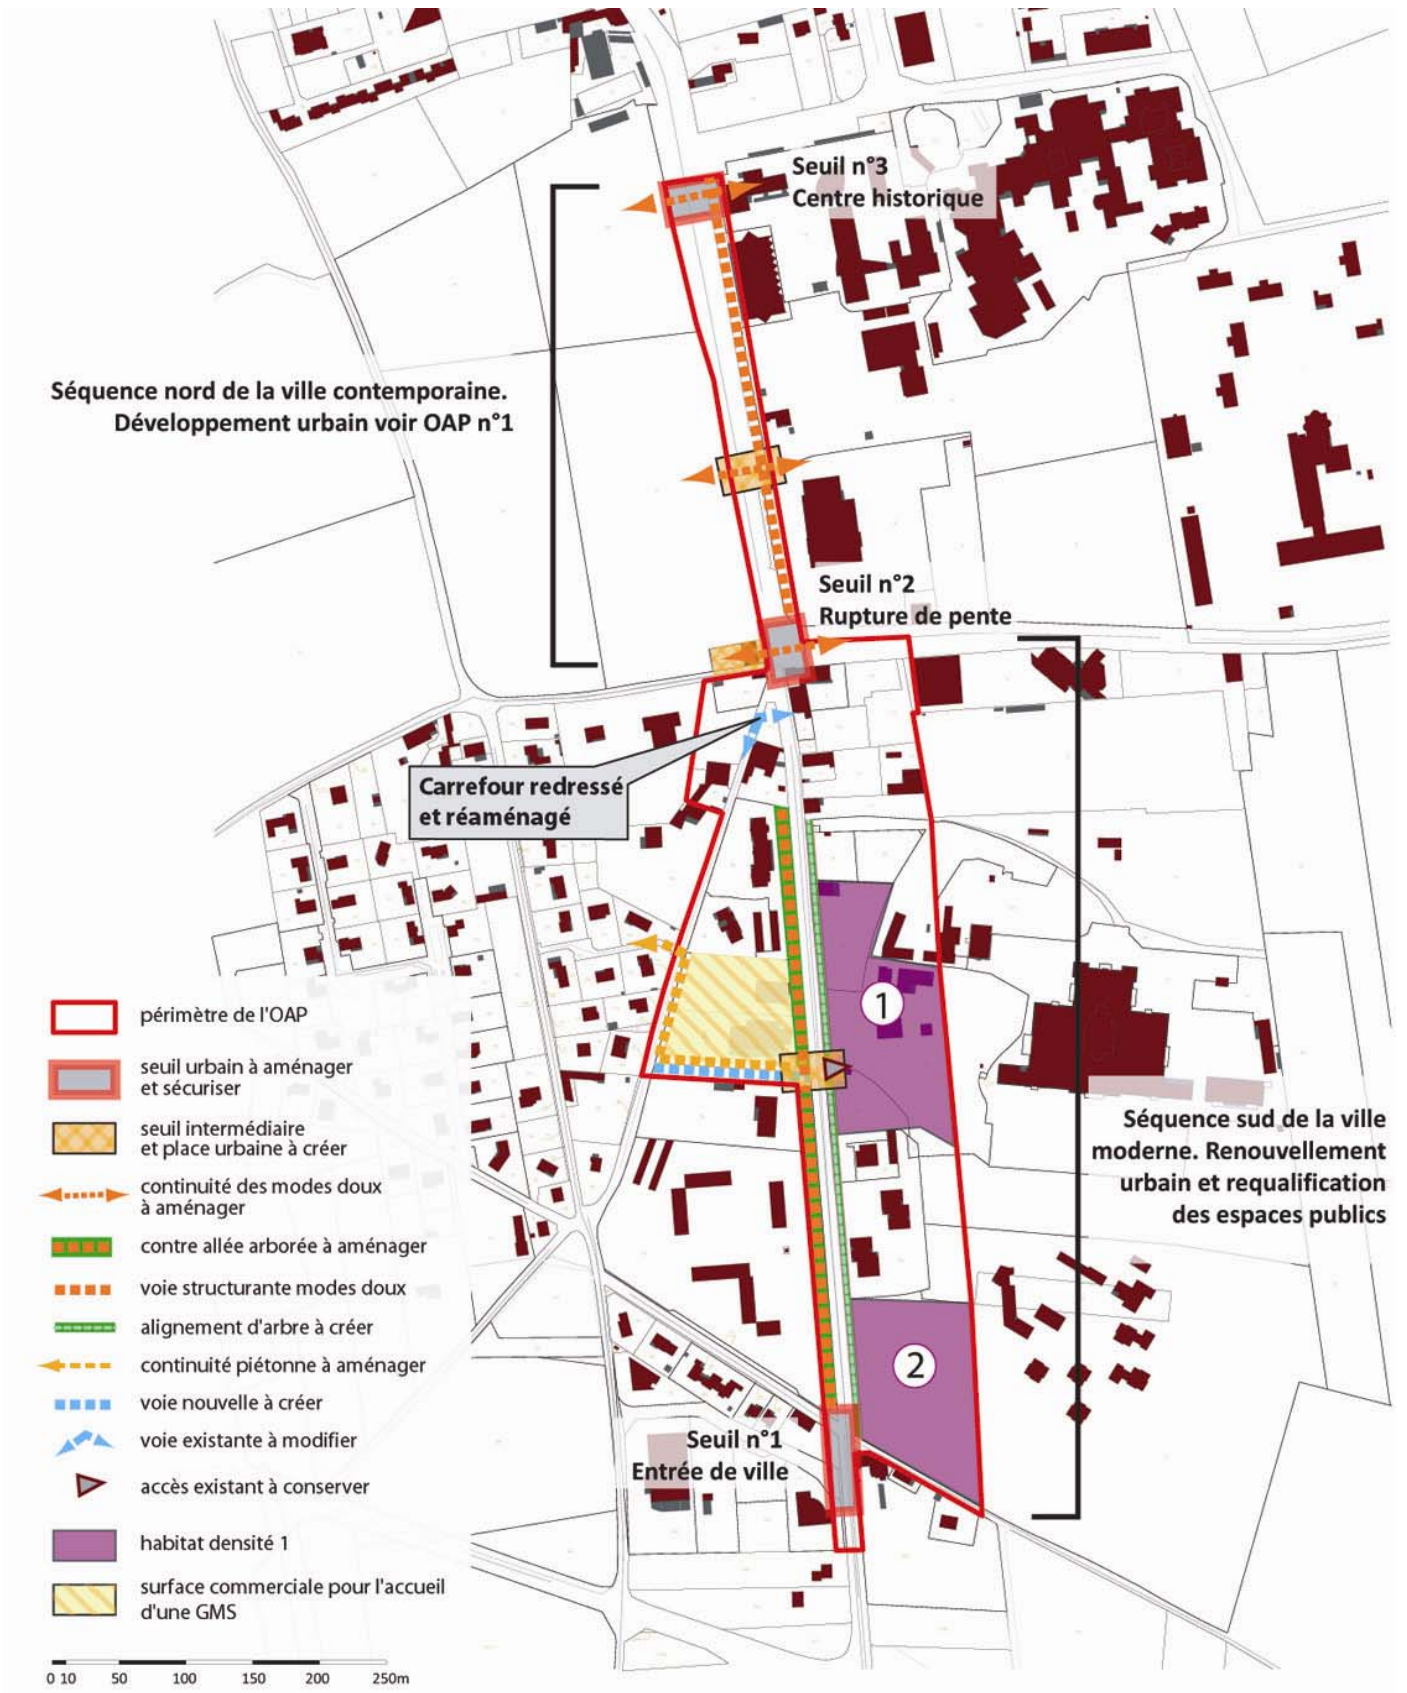 Seuil n°3
Centre historique
Séquence nord de la ville contemporaine.
Développement urbain voir OAP n°1
Seuil n°2
Rupture de pente
Carrefour redressé
et réaménagé
1
Séquence sud de la ville
moderne. Renouvellement
urbain et requalification
des espaces publics
2
Seuil n°1
Entrée de ville
périmètre de l'OAP
seuil urbain à aménager
et sécuriser
seuil intermédiaire
et place urbaine à créer
continuité des modes doux
à aménager
contre allée arborée à aménager
voie structurante modes doux
alignement d'arbre à créer
continuité piétonne à aménager
voie nouvelle à créer
voie existante à modifier
accès existant à conserver
habitat densité 1
surface commerciale pour l'accueil
d'une GMS
0 10 50 100 150 200 250m